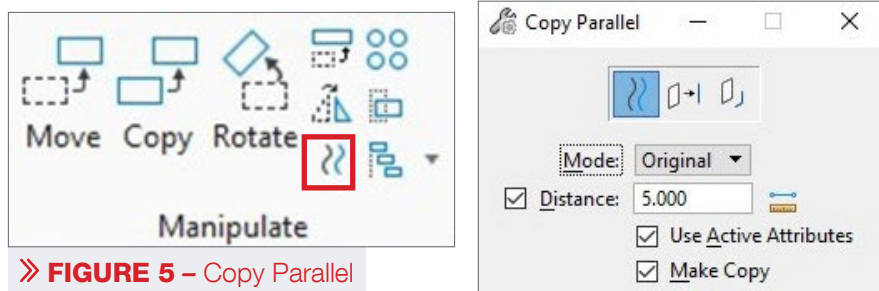 Move Copy Rotate
Manipulate
» FIGURE 5 – Copy Parallel
Copy Parallel
Mode: Original
Distance: 5.000
Use Active Attributes
Make Copy